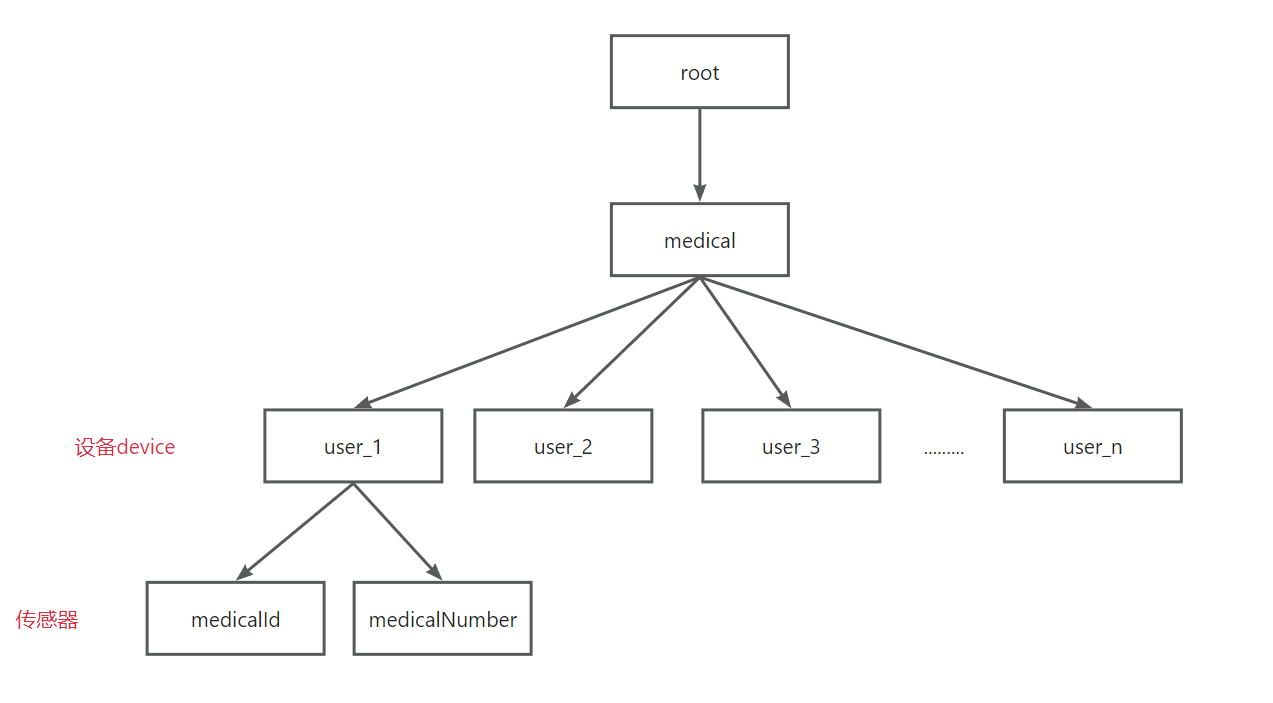 root
medical
设备device
user_1
user_2
user_3
.........
user_n
传感器
medicalId
medicalNumber